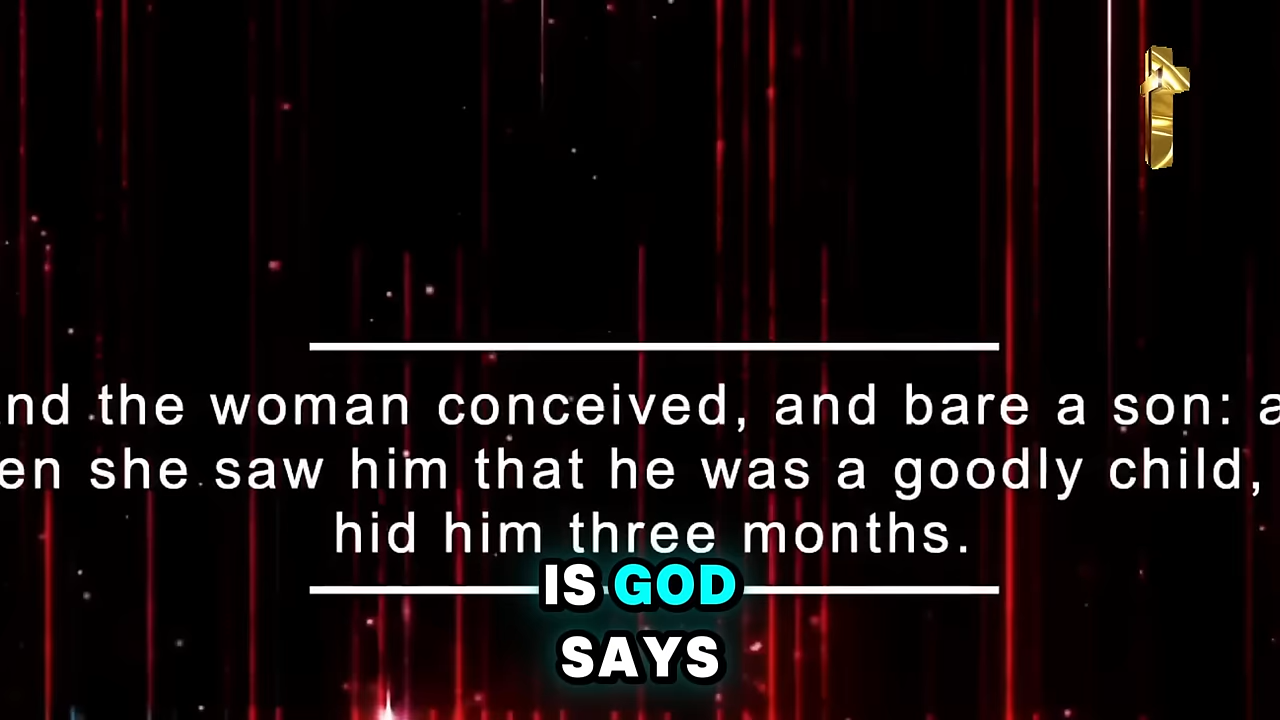 nd the woman conceived, and bare a son: a
en she saw him that he was a goodly child,
hid him three months.
IS GOD
SAYS